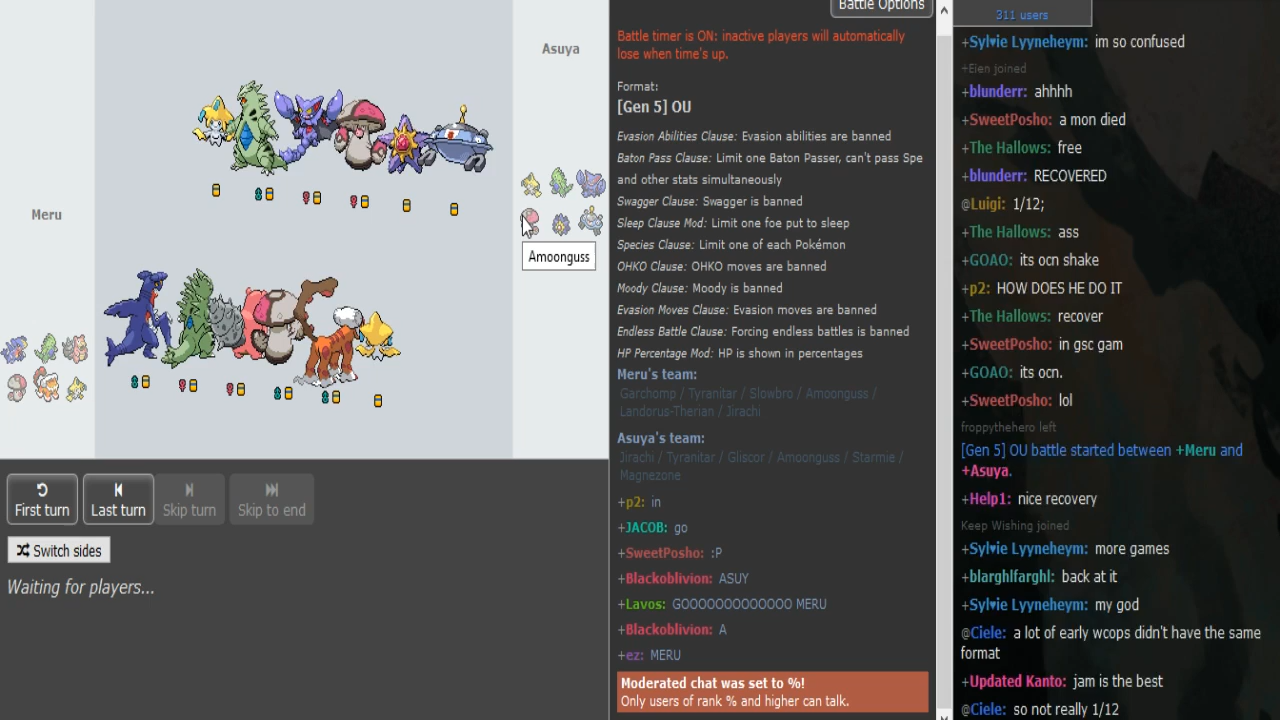 Asuya
Meru
Amoonguss
First turn
Last turn
Skip turn
Skip to end
Switch sides
Waiting for players...
Battle Options
Battle timer is ON: inactive players will automatically
lose when time's up.
Format:
[Gen 5] OU
Evasion Abilities Clause: Evasion abilities are banned
Baton Pass Clause: Limit one Baton Passer, can't pass Spe
and other stats simultaneously
Swagger Clause: Swagger is banned
Sleep Clause Mod: Limit one foe put to sleep
Species Clause: Limit one of each Pokémon
OHKO Clause: OHKO moves are banned
Moody Clause: Moody is banned
Evasion Moves Clause: Evasion moves are banned
Endless Battle Clause: Forcing endless battles is banned
HP Percentage Mod: HP is shown in percentages
Meru's team:
Garchomp / Tyranitar / Slowbro / Amoonguss /
Landorus-Therian / Jirachi
Asuya's team:
Jirachi / Tyranitar / Gliscor / Amoonguss / Starmie /
Magnezone
+p2: in
+JACOB: go
+SweetPosho: :P
+Blackoblivion: ASUY
+Lavos: GOOOOOOOOOOOOO MERU
+Blackoblivion: A
+ez: MERU
Moderated chat was set to %!
Only users of rank % and higher can talk.
311 users
+Sylv♥ie Lyyneheym: im so confused
+Eien joined
+blunderr: ahhhh
+SweetPosho: a mon died
+The Hallows: free
+blunderr: RECOVERED
@Luigi: 1/12;
+The Hallows: ass
+GOAO: its ocn shake
+p2: HOW DOES HE DO IT
+The Hallows: recover
+SweetPosho: in gsc gam
+GOAO: its ocn.
+SweetPosho: lol
froppythehero left
[Gen 5] OU battle started between +Meru and
+Asuya.
+Help1: nice recovery
Keep Wishing joined
+Syl♥ie Lyyneheym: more games
+blarghlfarghl: back at it
+Syl♥ie Lyyneheym: my god
@Ciele: a lot of early wcops didn't have the same
format
+Updated Kanto: jam is the best
@Ciele: so not really 1/12